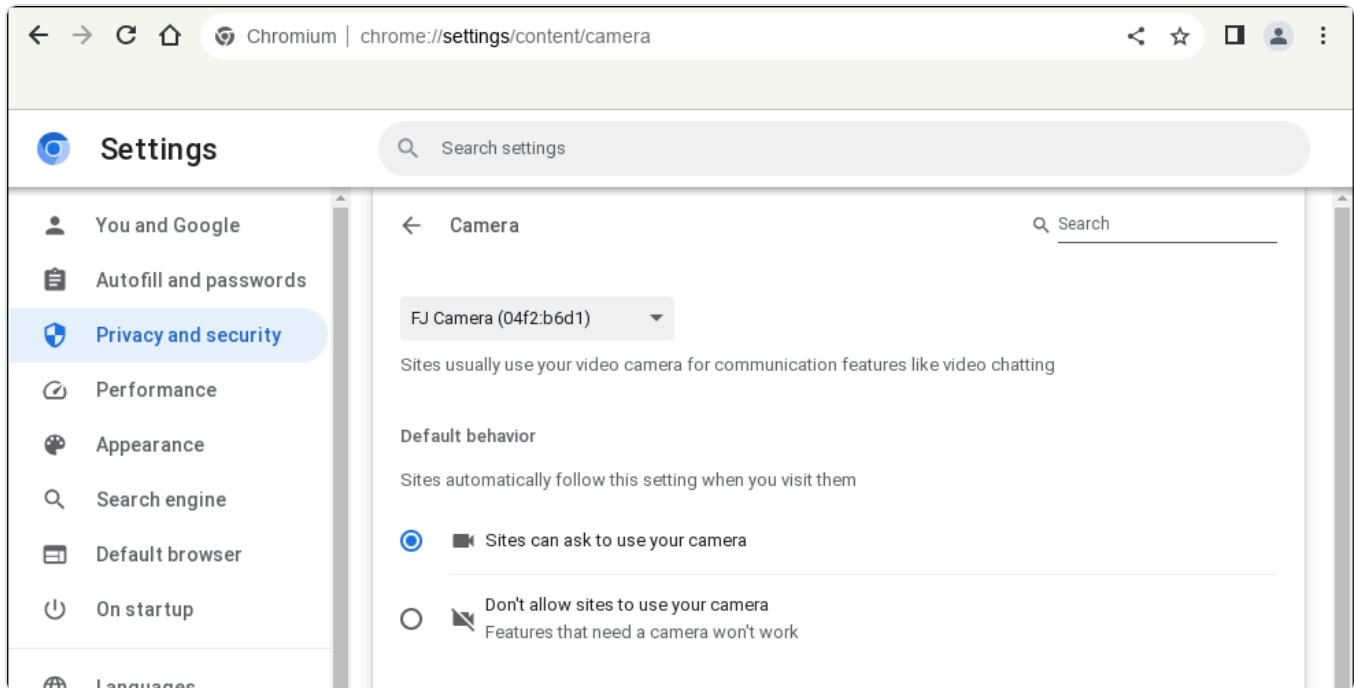 Chromium | chrome://settings/content/camera
Settings
Search settings
You and Google
Autofill and passwords
Privacy and security
Performance
Appearance
Search engine
Default browser
On startup
Languages
Camera
Search
FJ Camera (04f2:b6d1)
Sites usually use your video camera for communication features like video chatting
Default behavior
Sites automatically follow this setting when you visit them
Sites can ask to use your camera
Don't allow sites to use your camera
Features that need a camera won't work